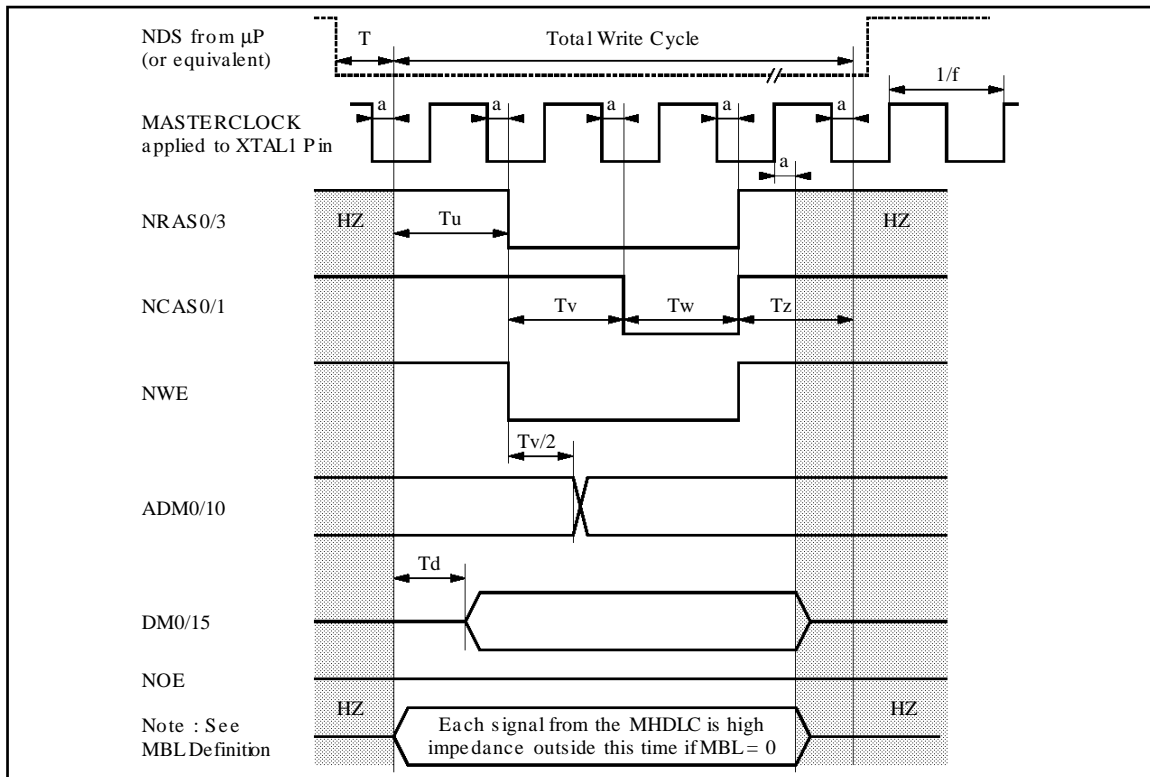 NDS from µP
(or equivalent)
T
Total Write Cycle
1/f
MASTERCLOCK
applied to XTAL1 Pin
a
a
a
a
a
a
NRAS0/3
HZ
Tu
HZ
NCAS0/1
Tv
Tw
Tz
NWE
Tv/2
ADM0/10
Td
DM0/15
NOE
HZ
HZ
Note : See
MBL Definition
Each signal from the MHDLC is high
impedance outside this time if MBL = 0